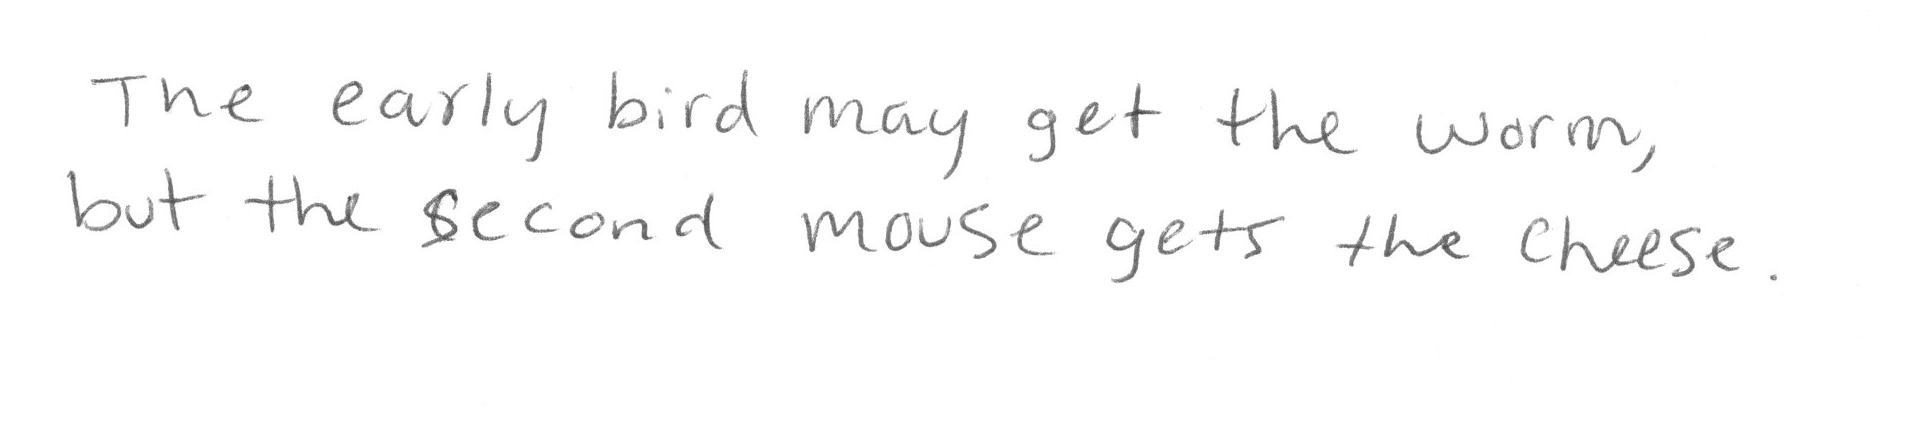 The early bird may get the worm,
but the second mouse gets the cheese.